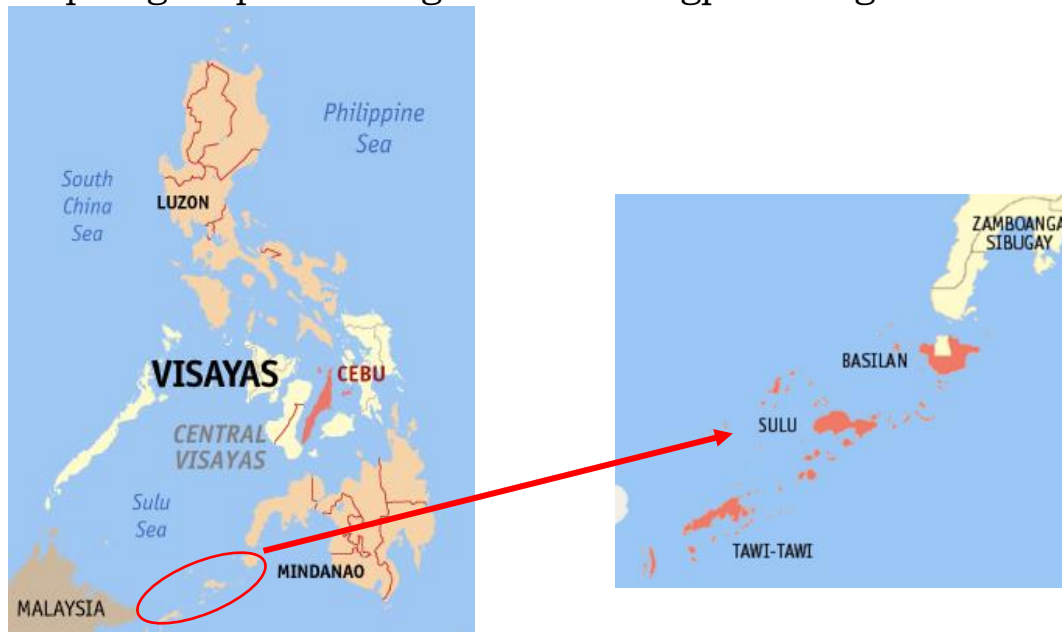 Philippine
Sea
South
China
Sea
LUZON
VISAYAS
CEBU
CENTRAL
VISAYAS
Sulu
Sea
MINDANAO
MALAYSIA
ZAMBOANGA
SIBUGAY
BASILAN
SULU
TAWI-TAWI